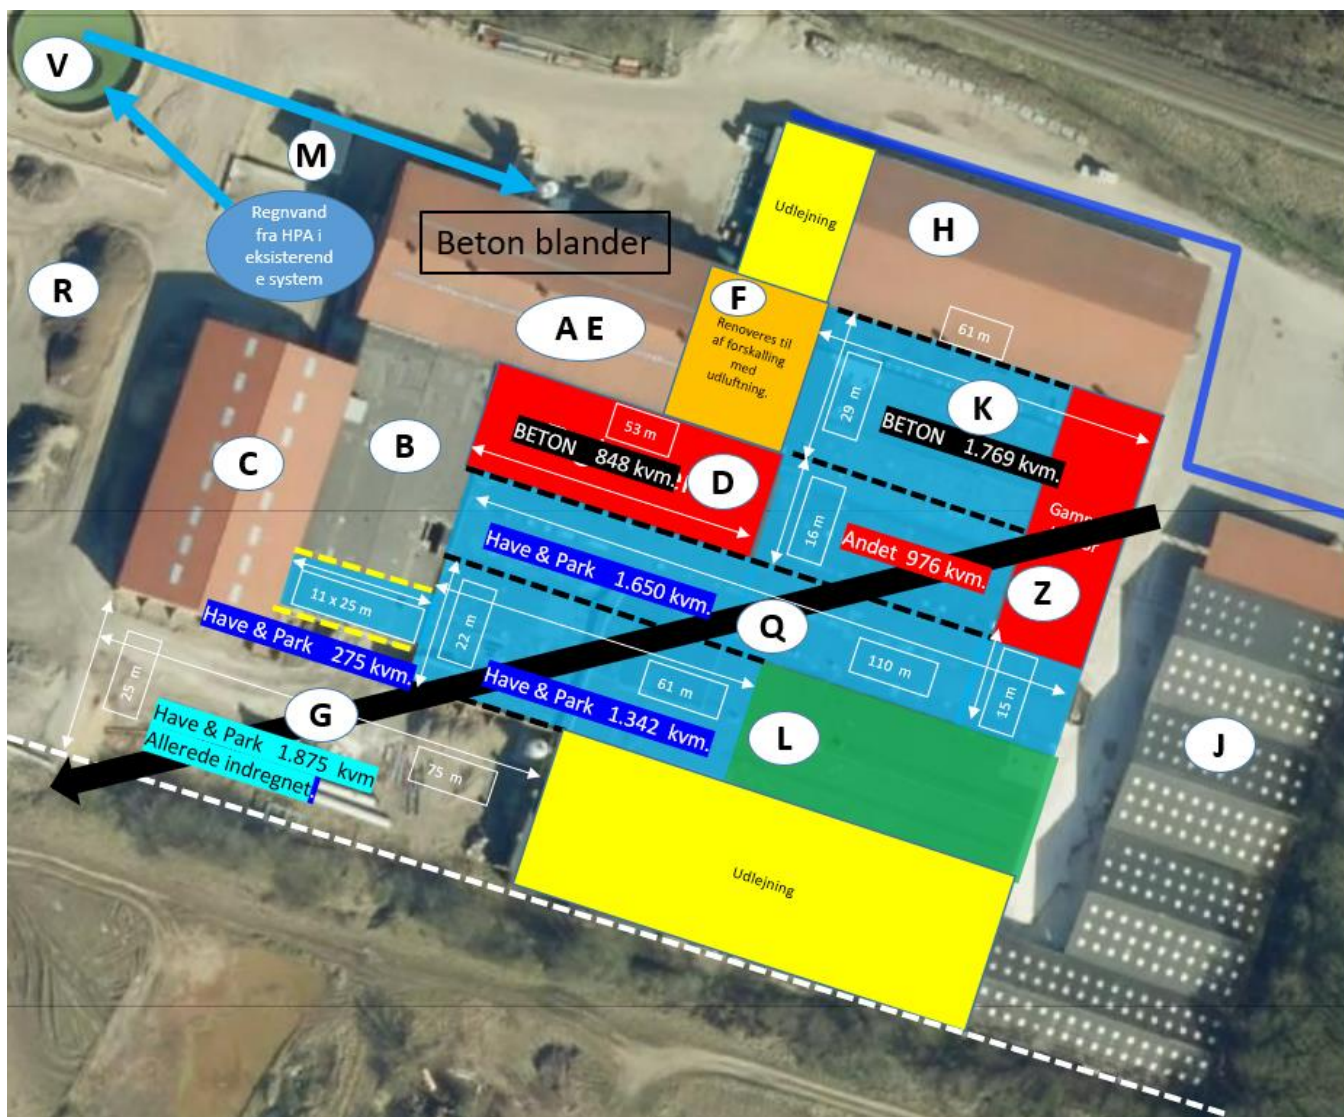 V
M
Regnvand
fra HPA i
eksisterend
e system
R
Beton blander
Udlejning
H
F
Renoveres til
af forskalling
med
udluftning.
A E
61 m
29 m
K
BETON 1.769 kvm.
C
B
53 m
BETON 848 kvm.
D
16 m
Andet 976 kvm.
Z
Have & Park 1.650 kvm.
11 x 25 m
Have & Park 275 kvm.
22 m
Q
110 m
15 m
61 m
Have & Park 1.342 kvm.
25 m
G
Have & Park 1.875 kvm
Allerede indregnet.
75 m
L
J
Udlejning